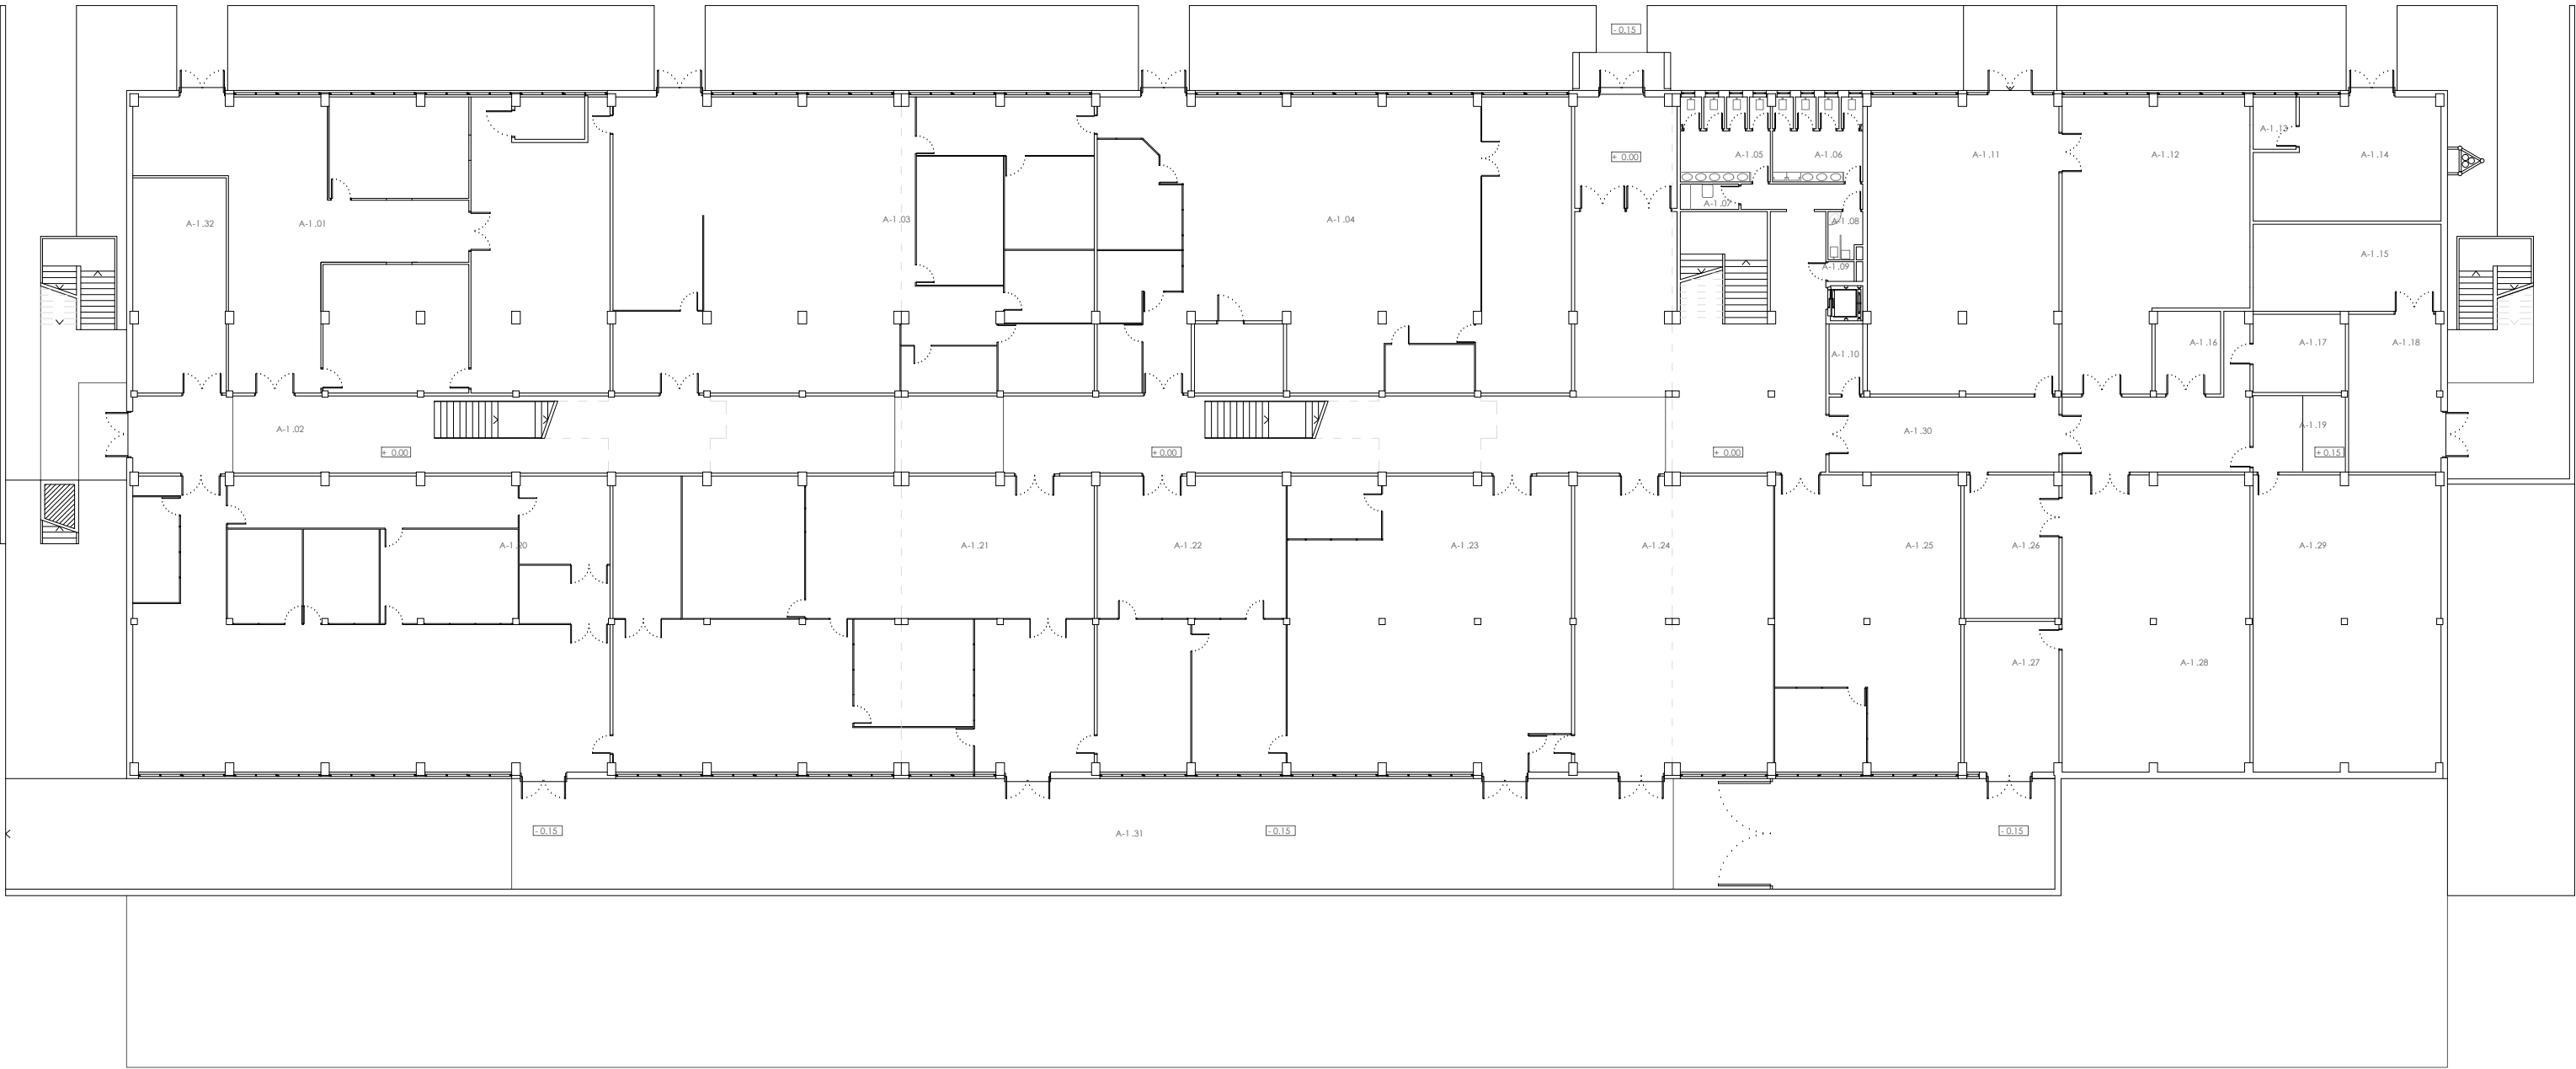 - 0.15
A-1.13
A-1.05
A-1.06
A-1.11
A-1.12
A-1.14
+ 0.00
A-1.07
A-1.32
A-1.01
A-1.03
A-1.04
A-1.08
A-1.15
A-1.09
A-1.16
A-1.17
A-1.18
A-1.10
A-1.02
A-1.30
A-1.19
+ 0.00
+ 0.00
+ 0.00
+ 0.15
A-1.20
A-1.21
A-1.22
A-1.23
A-1.24
A-1.25
A-1.26
A-1.29
A-1.27
A-1.28
- 0.15
A-1.31
- 0.15
- 0.15